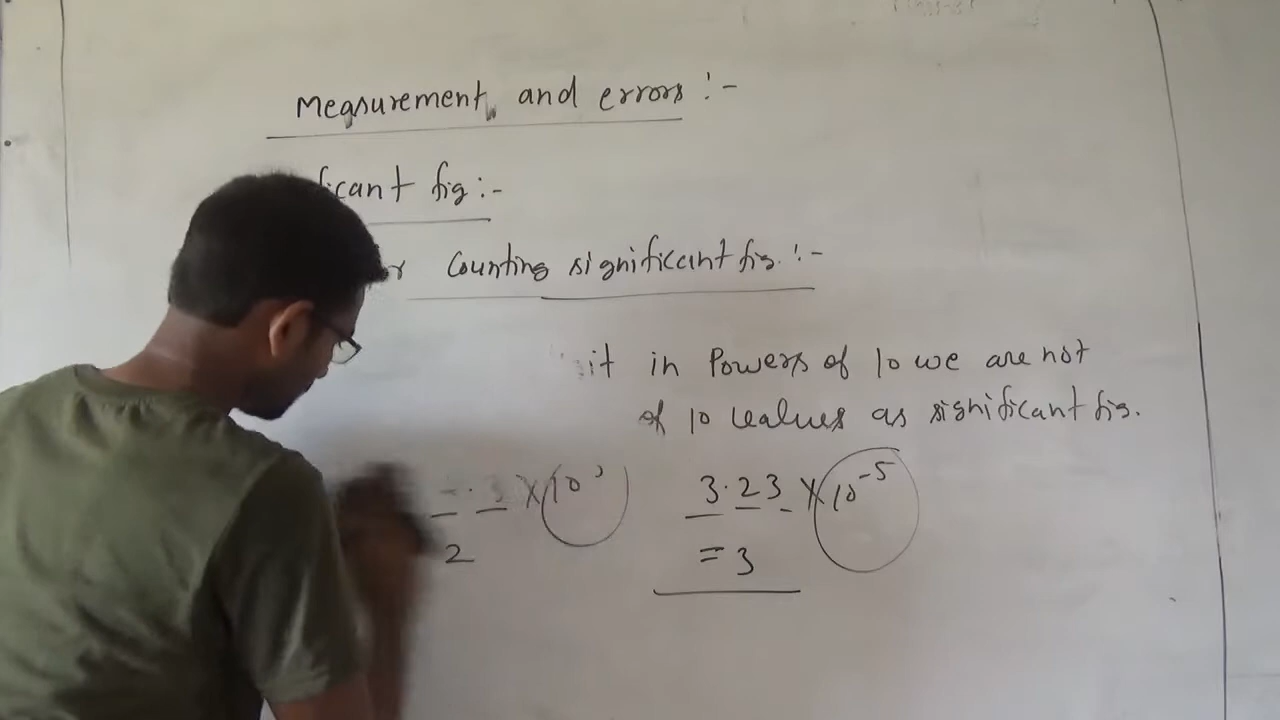 Measurement and errors :-
ficant fig :-
Counting significant fig. :-
it in Powers of 10 we are not
of 10 values as significant fig.
3.23 × 10^-5
2 = 3